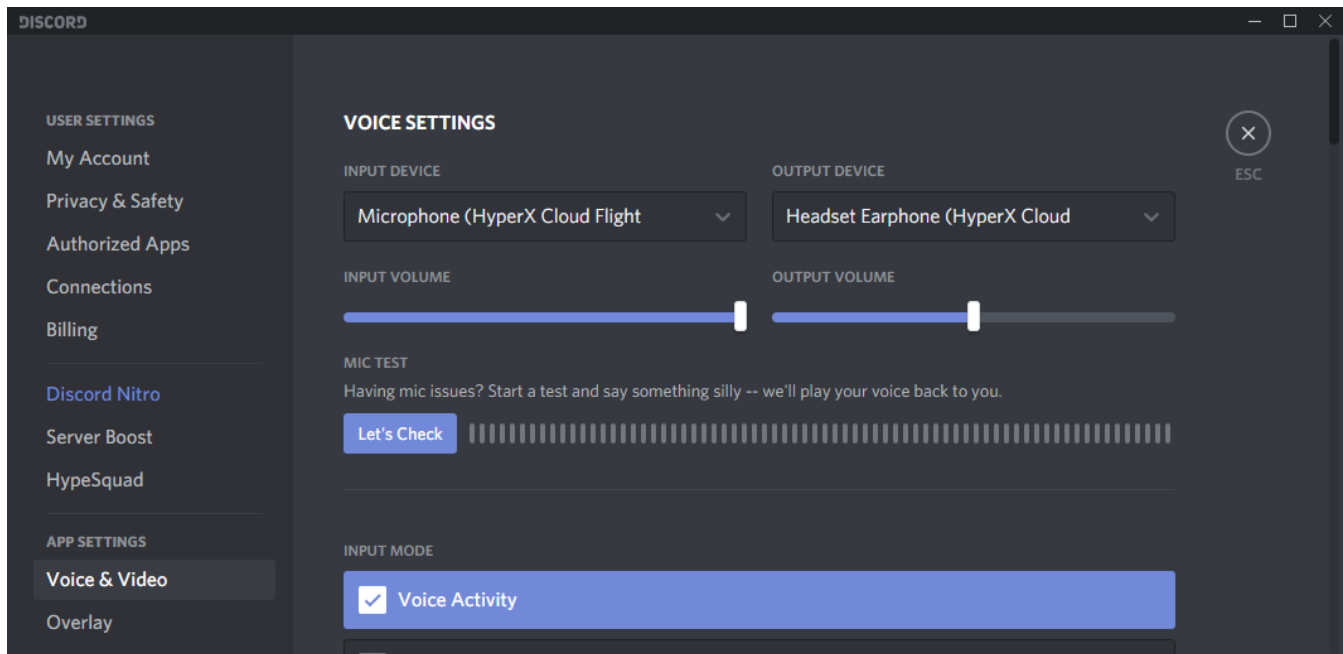 DISCORD
USER SETTINGS
My Account
Privacy & Safety
Authorized Apps
Connections
Billing
Discord Nitro
Server Boost
HypeSquad
APP SETTINGS
Voice & Video
Overlay
VOICE SETTINGS
INPUT DEVICE
Microphone (HyperX Cloud Flight
OUTPUT DEVICE
Headset Earphone (HyperX Cloud
INPUT VOLUME
OUTPUT VOLUME
MIC TEST
Having mic issues? Start a test and say something silly -- we'll play your voice back to you.
Let's Check
INPUT MODE
Voice Activity
ESC